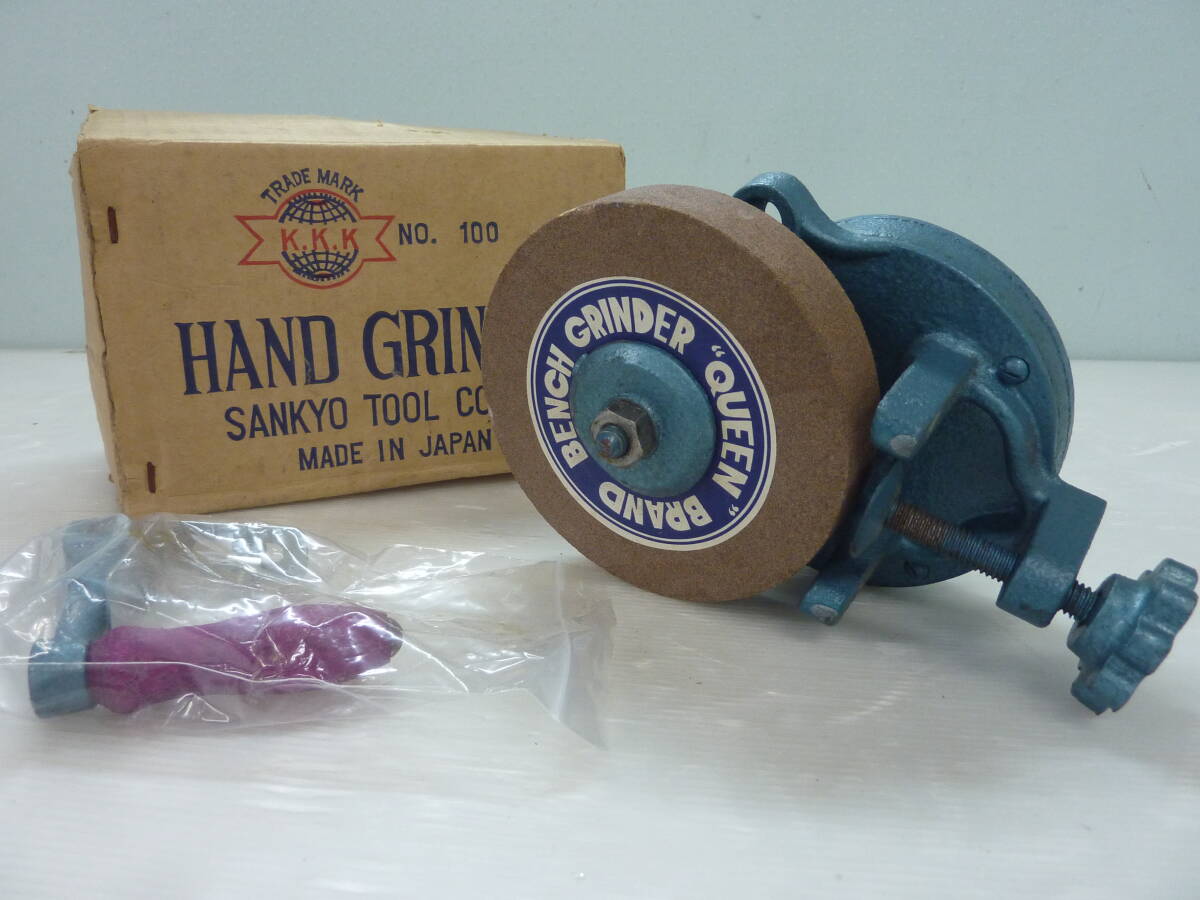 TRADE MARK
K.K.K
NO. 100
HAND GRIN
SANKYO TOOL CO
MADE IN JAPAN
BENCH GRINDER "QUEEN" BRAND